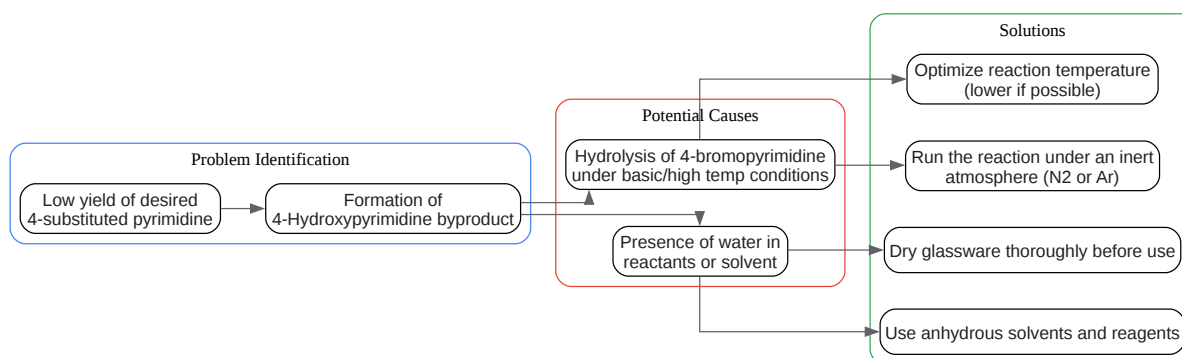 Problem Identification
Low yield of desired
4-substituted pyrimidine
Formation of
4-Hydroxypyrimidine byproduct
Potential Causes
Hydrolysis of 4-bromopyrimidine
under basic/high temp conditions
Presence of water in
reactants or solvent
Solutions
Optimize reaction temperature
(lower if possible)
Run the reaction under an inert
atmosphere (N2 or Ar)
Dry glassware thoroughly before use
Use anhydrous solvents and reagents